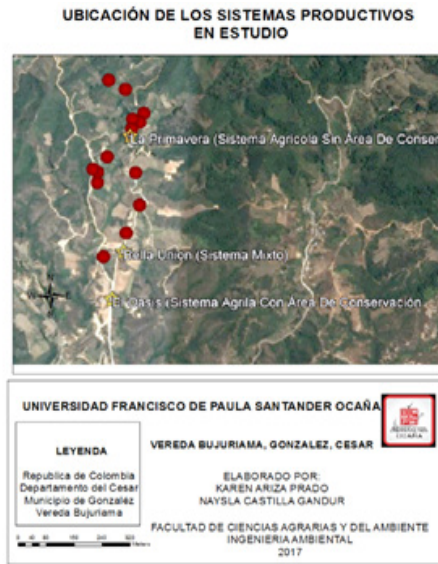 UBICACIÓN DE LOS SISTEMAS PRODUCTIVOS
EN ESTUDIO
La Primavera (Sistema Agricola Sin Área De Conser
Bella Union (Sistema Mixto)
El Oasis (Sistema Agrila Con Área De Conservación
UNIVERSIDAD FRANCISCO DE PAULA SANTANDER OCAÑA
OCAÑA
LEYENDA
Republica de Colombia
Departamento del Cesar
Municipio de Gonzalez
Vereda Bujuriama
VEREDA BUJURIAMA, GONZALEZ, CESAR
ELABORADO POR:
KAREN ARIZA PRADO
NAYSLA CASTILLA GANDUR
FACULTAD DE CIENCIAS AGRARIAS Y DEL AMBIENTE
INGENIERIA AMBIENTAL
2017